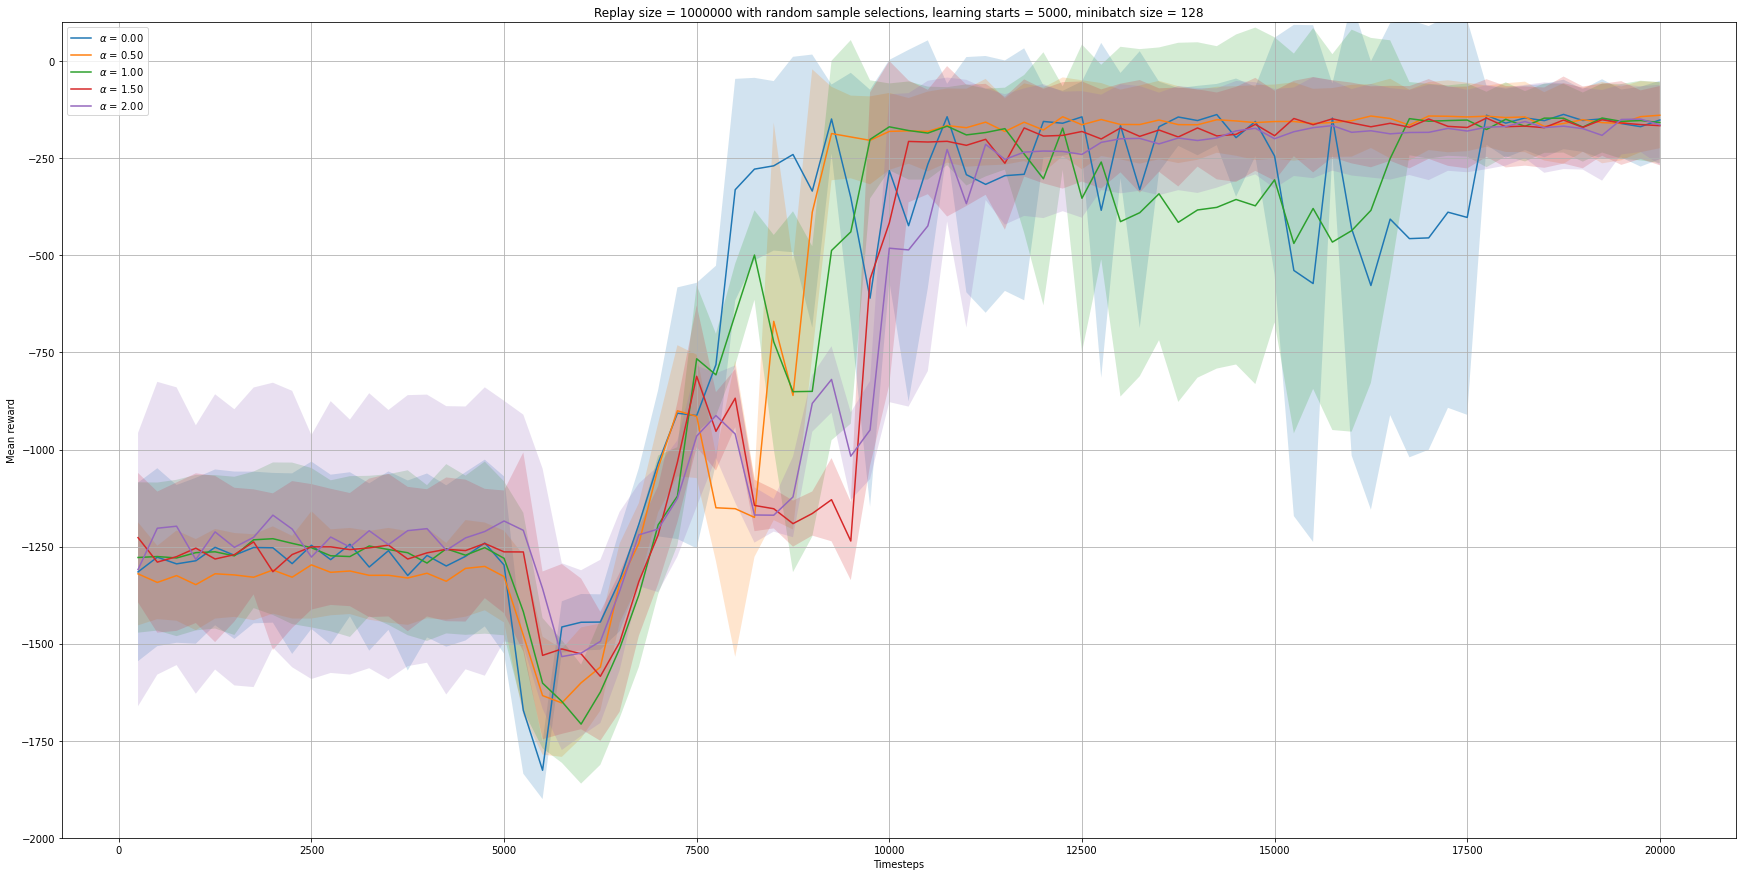 Replay size = 1000000 with random sample selections, learning starts = 5000, minibatch size = 128
α = 0.00
α = 0.50
α = 1.00
α = 1.50
α = 2.00
Mean reward
0
−250
−500
−750
−1000
−1250
−1500
−1750
−2000
0 2500 5000 7500 10000 12500 15000 17500 20000
Timesteps